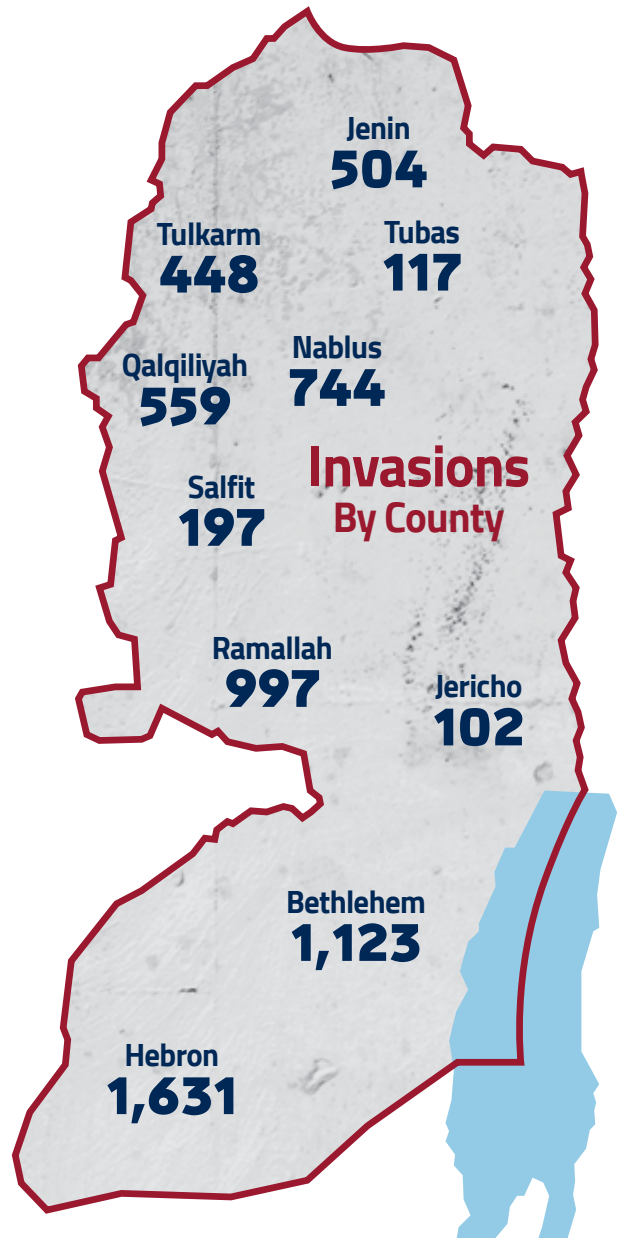 Jenin
504
Tulkarm
448
Tubas
117
Qalqiliyah
559
Nablus
744
Invasions
By County
Salfit
197
Ramallah
997
Jericho
102
Bethlehem
1,123
Hebron
1,631